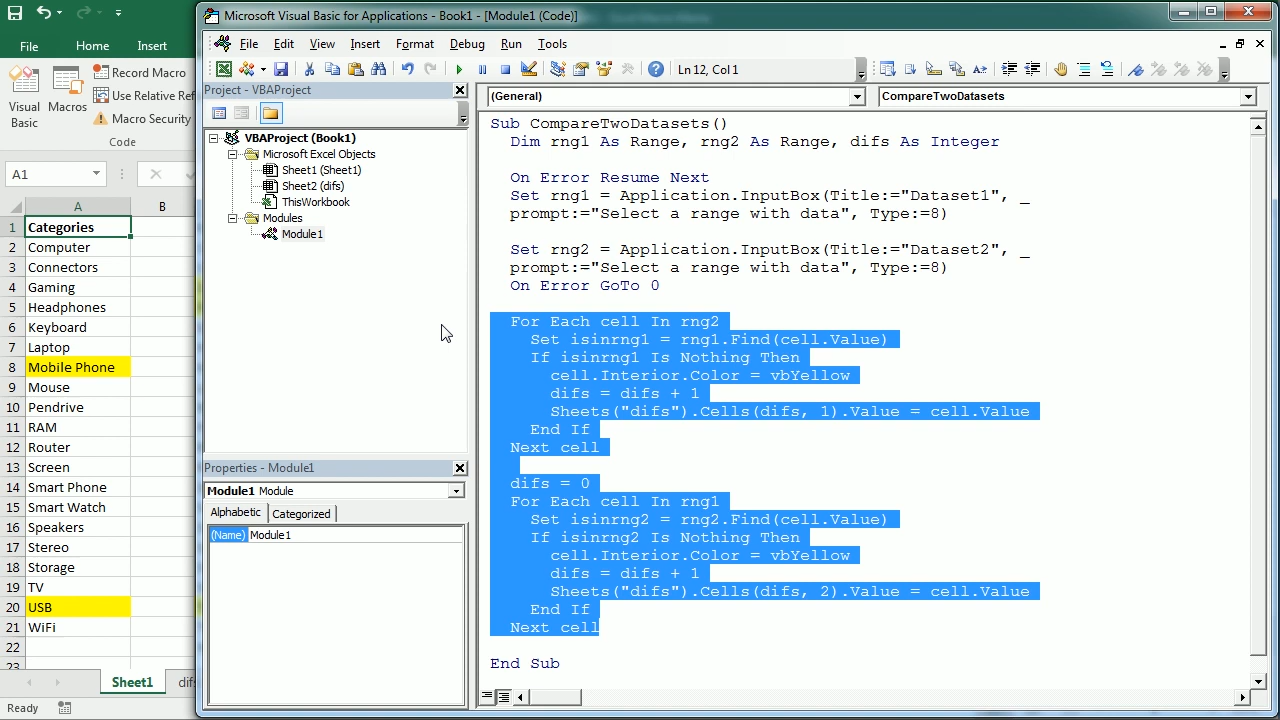 Microsoft Visual Basic for Applications - Book1 - [Module1 (Code)]
File Home Insert
File Edit View Insert Format Debug Run Tools
Record Macro
Use Relative Ref
Macro Security
Visual Basic
Macros
Code
Ln 12, Col 1
Project - VBAProject
(General)
CompareTwoDatasets
VBAProject (Book1)
Microsoft Excel Objects
Sheet1 (Sheet1)
Sheet2 (difs)
ThisWorkbook
Modules
Module1
Properties - Module1
Module1 Module
Alphabetic Categorized
(Name) Module1
A1
A B
1 Categories
2 Computer
3 Connectors
4 Gaming
5 Headphones
6 Keyboard
7 Laptop
8 Mobile Phone
9 Mouse
10 Pendrive
11 RAM
12 Router
13 Screen
14 Smart Phone
15 Smart Watch
16 Speakers
17 Stereo
18 Storage
19 TV
20 USB
21 WiFi
22
23
Sheet1 difs
Ready
Sub CompareTwoDatasets()
Dim rng1 As Range, rng2 As Range, difs As Integer
On Error Resume Next
Set rng1 = Application.InputBox(Title:="Dataset1", _
prompt:="Select a range with data", Type:=8)
Set rng2 = Application.InputBox(Title:="Dataset2", _
prompt:="Select a range with data", Type:=8)
On Error GoTo 0
For Each cell In rng2
Set isinrng1 = rng1.Find(cell.Value)
If isinrng1 Is Nothing Then
cell.Interior.Color = vbYellow
difs = difs + 1
Sheets("difs").Cells(difs, 1).Value = cell.Value
End If
Next cell
difs = 0
For Each cell In rng1
Set isinrng2 = rng2.Find(cell.Value)
If isinrng2 Is Nothing Then
cell.Interior.Color = vbYellow
difs = difs + 1
Sheets("difs").Cells(difs, 2).Value = cell.Value
End If
Next cell
End Sub